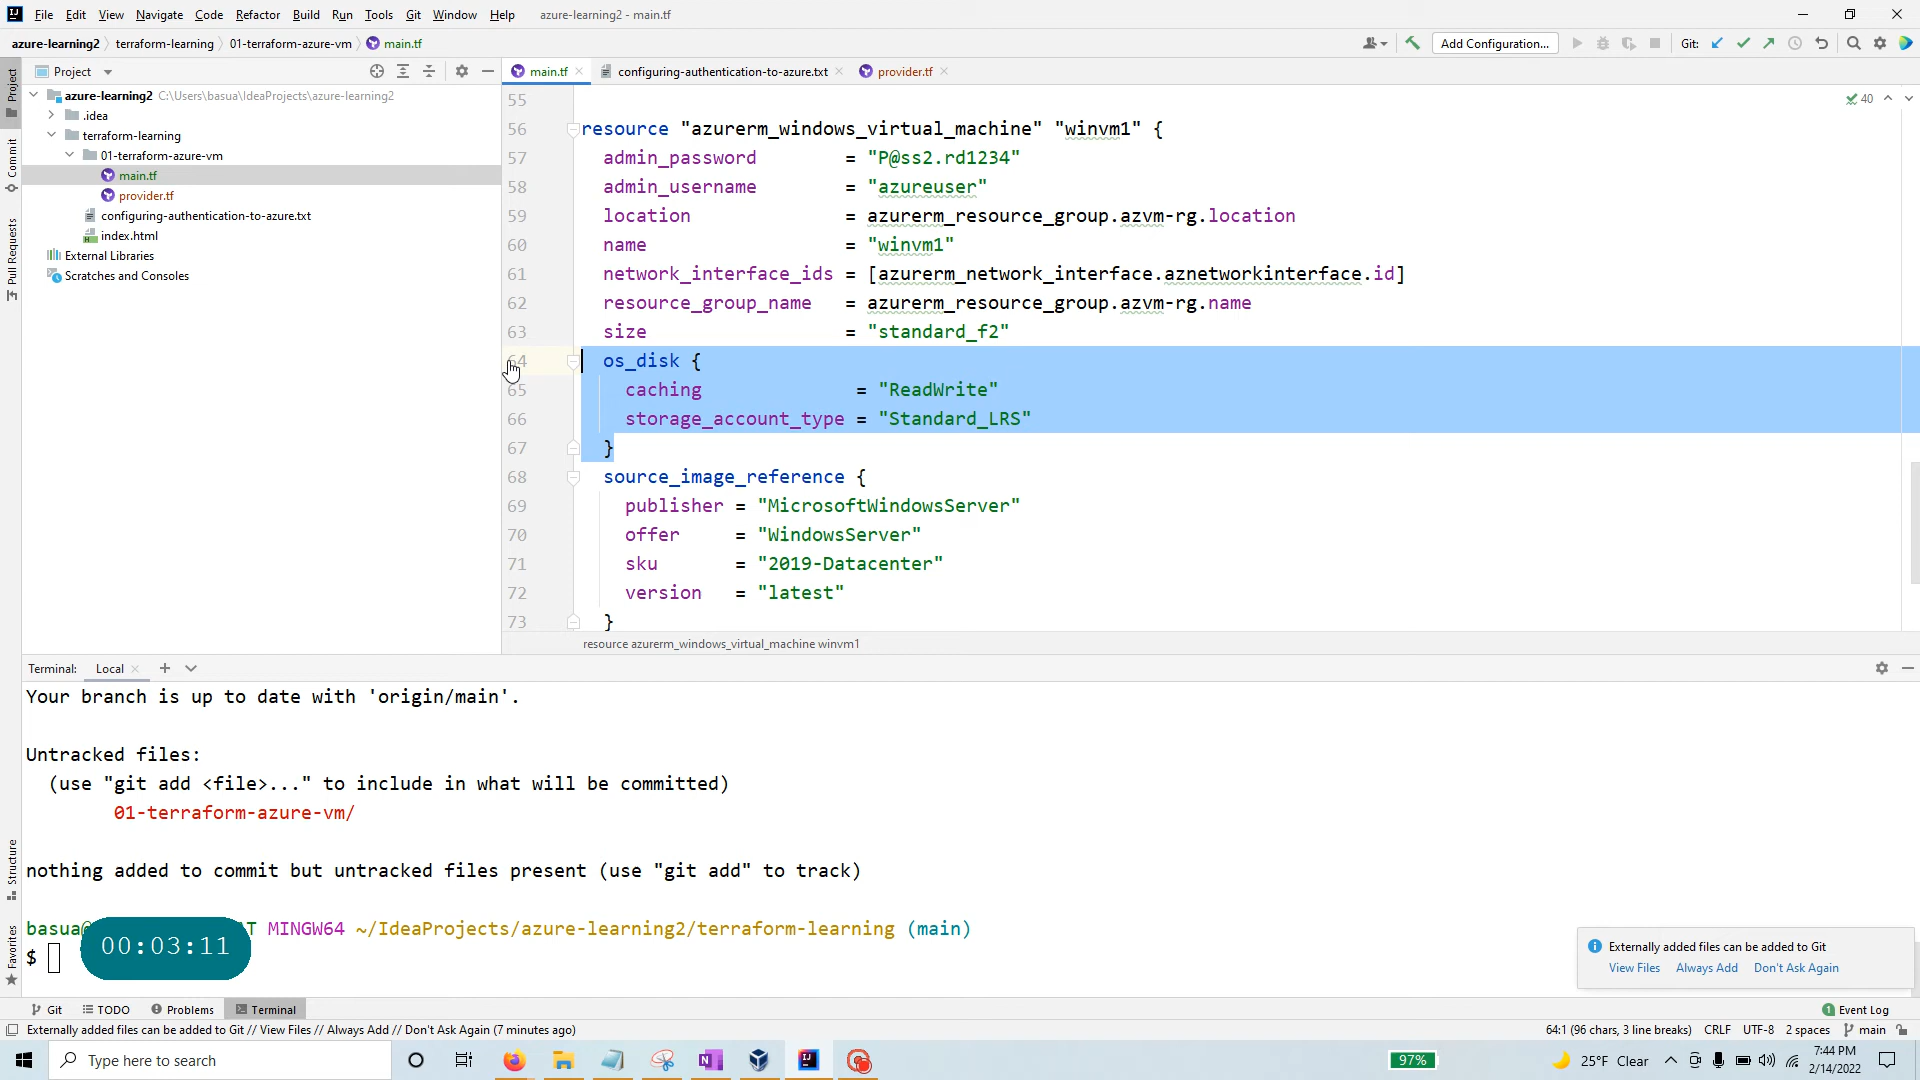 File Edit View Navigate Code Refactor Build Run Tools Git Window Help azure-learning2 - main.tf
azure-learning2 terraform-learning 01-terraform-azure-vm main.tf
Add Configuration...
Git:
Project
main.tf
configuring-authentication-to-azure.txt
provider.tf
azure-learning2 C:\Users\basua\IdeaProjects\azure-learning2
.idea
terraform-learning
01-terraform-azure-vm
main.tf
provider.tf
configuring-authentication-to-azure.txt
index.html
External Libraries
Scratches and Consoles
Project
Commit
Pull Requests
Structure
Favorites
40
55
56 resource "azurerm_windows_virtual_machine" "winvm1" {
57 admin_password = "P@ss2.rd1234"
58 admin_username = "azureuser"
59 location = azurerm_resource_group.azvm-rg.location
60 name = "winvm1"
61 network_interface_ids = [azurerm_network_interface.aznetworkinterface.id]
62 resource_group_name = azurerm_resource_group.azvm-rg.name
63 size = "standard_f2"
64 os_disk {
65 caching = "ReadWrite"
66 storage_account_type = "Standard_LRS"
67 }
68 source_image_reference {
69 publisher = "MicrosoftWindowsServer"
70 offer = "WindowsServer"
71 sku = "2019-Datacenter"
72 version = "latest"
73 }
resource azurerm_windows_virtual_machine winvm1
Terminal: Local
Your branch is up to date with 'origin/main'.
Untracked files:
(use "git add <file>..." to include in what will be committed)
01-terraform-azure-vm/
nothing added to commit but untracked files present (use "git add" to track)
basua@ T MINGW64 ~/IdeaProjects/azure-learning2/terraform-learning (main)
$
00:03:11
Externally added files can be added to Git
View Files Always Add Don't Ask Again
Git TODO Problems Terminal
1 Event Log
Externally added files can be added to Git // View Files // Always Add // Don't Ask Again (7 minutes ago)
64:1 (96 chars, 3 line breaks) CRLF UTF-8 2 spaces main
Type here to search
97%
25°F Clear
7:44 PM
2/14/2022